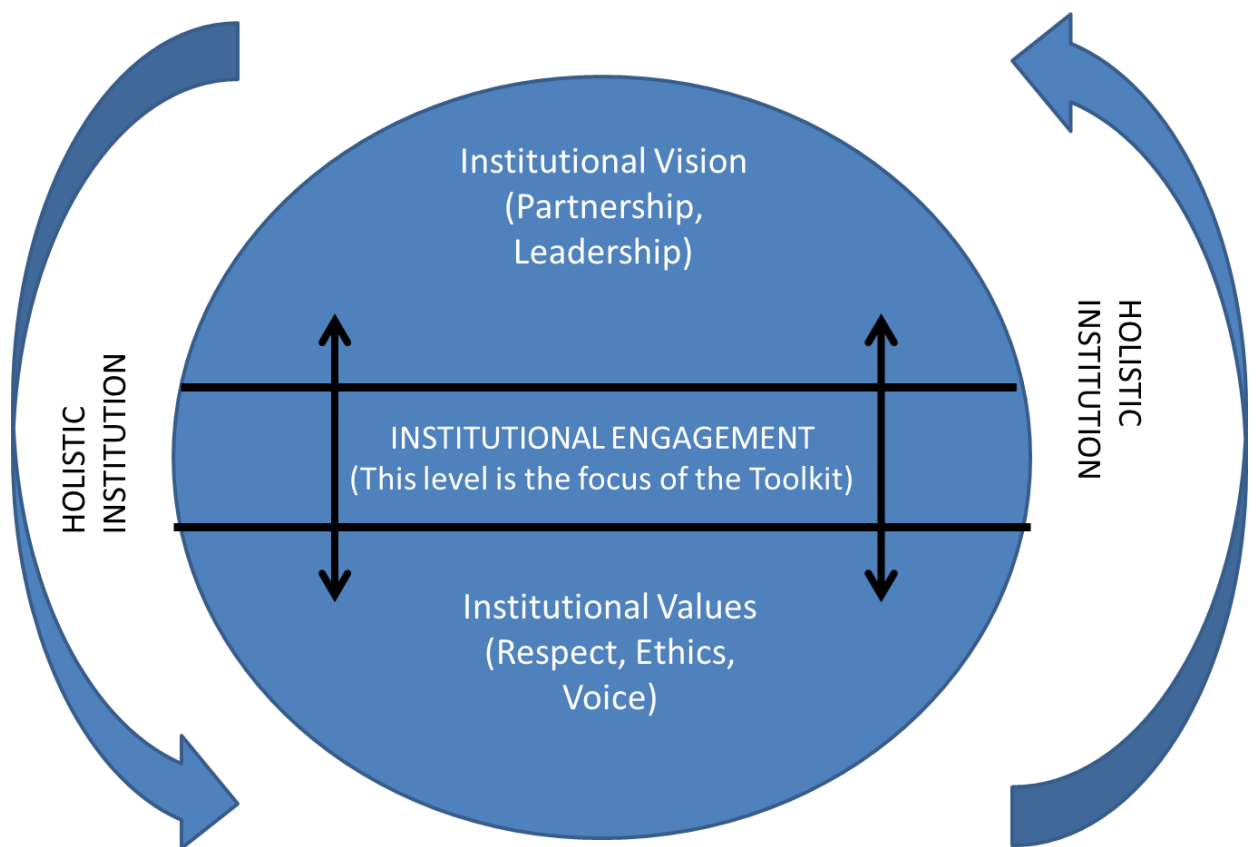 Institutional Vision
(Partnership,
Leadership)
HOLISTIC
INSTITUTION
INSTITUTIONAL ENGAGEMENT
(This level is the focus of the Toolkit)
HOLISTIC
INSTITUTION
Institutional Values
(Respect, Ethics,
Voice)